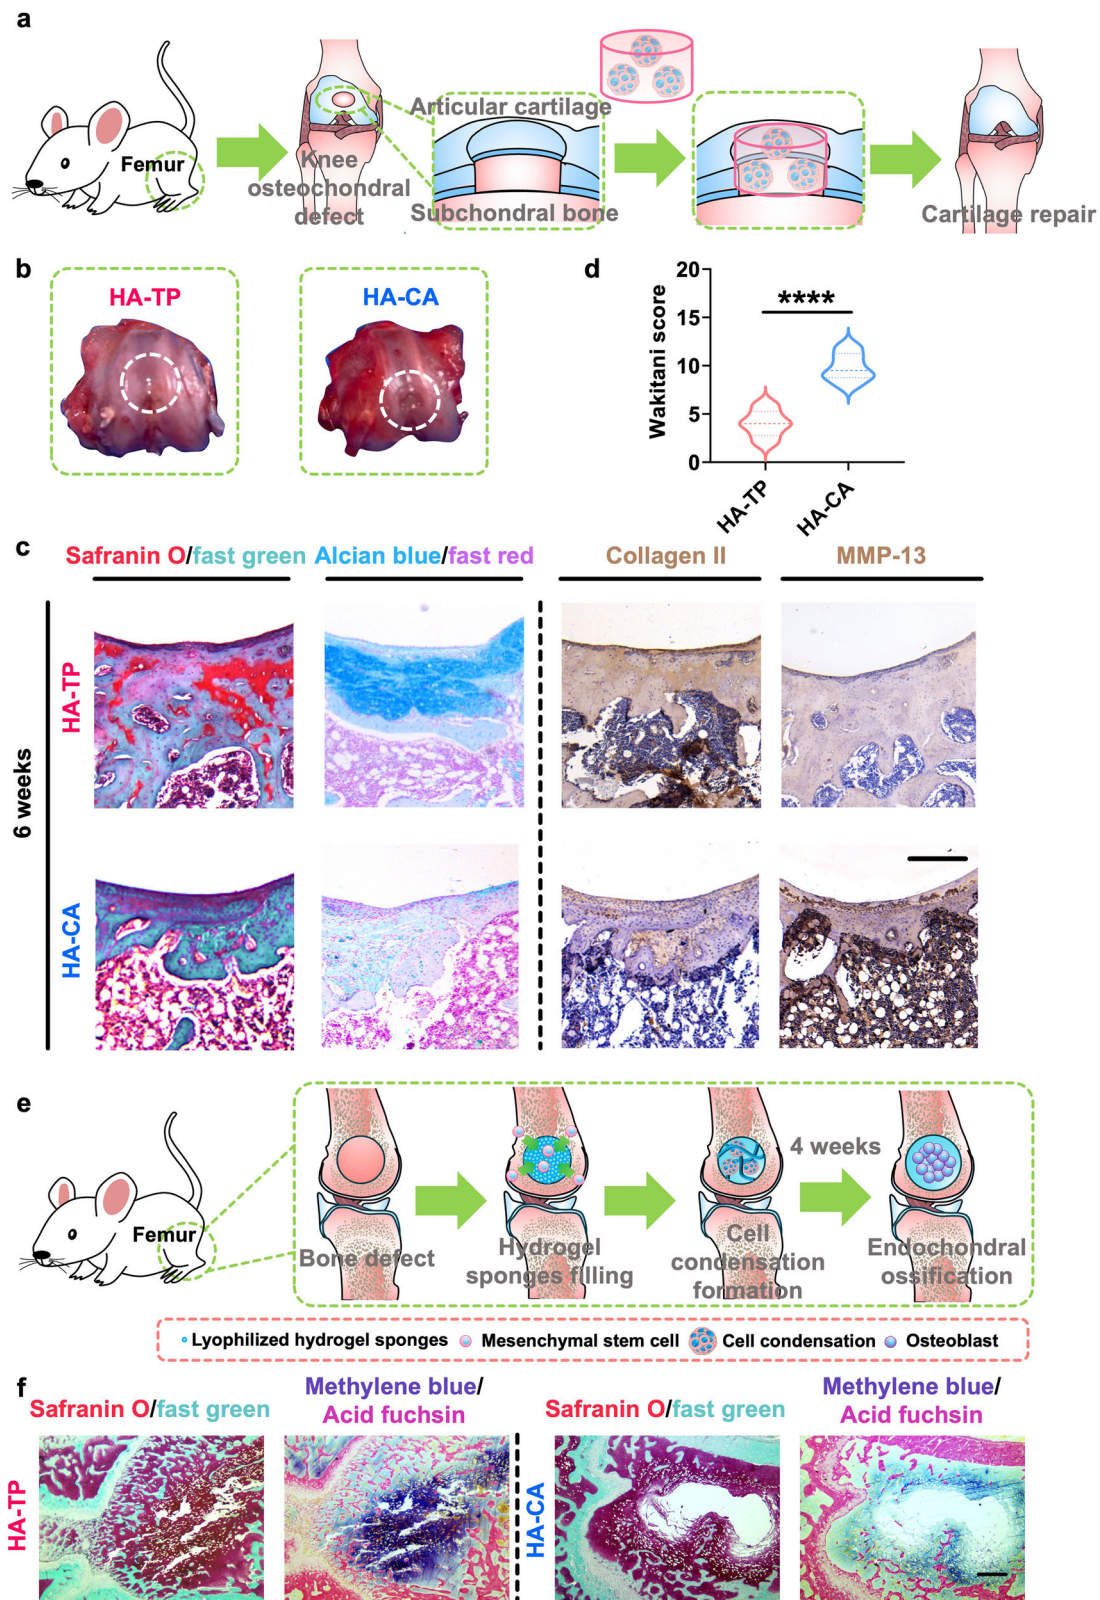 a
Femur
Knee
osteochondral
defect
Articular cartilage
Subchondral bone
Cartilage repair
b
HA-TP
HA-CA
d
Wakitani score
20
15
10
5
0
****
HA-TP
HA-CA
c
Safranin O/fast green
Alcian blue/fast red
Collagen II
MMP-13
6 weeks
HA-TP
HA-CA
e
Femur
Bone defect
Hydrogel
sponges filling
Cell
condensation
formation
4 weeks
Endochondral
ossification
Lyophilized hydrogel sponges
Mesenchymal stem cell
Cell condensation
Osteoblast
f
Safranin O/fast green
Methylene blue/
Acid fuchsin
Safranin O/fast green
Methylene blue/
Acid fuchsin
HA-TP
HA-CA